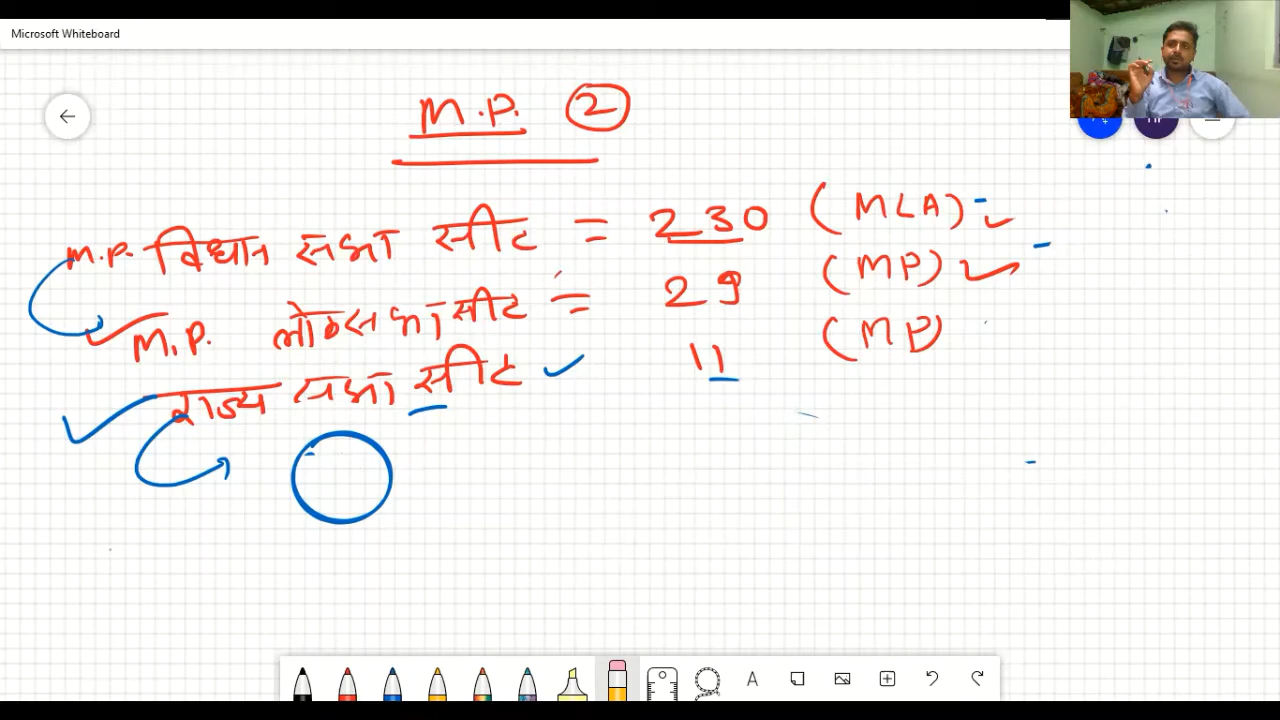 Microsoft Whiteboard
M.P. 2
M.P. विधान सभा सीट = 230 (MLA)
M.P. लोकसभा सीट = 29 (MP)
राज्य सभा सीट 11 (MP)
A